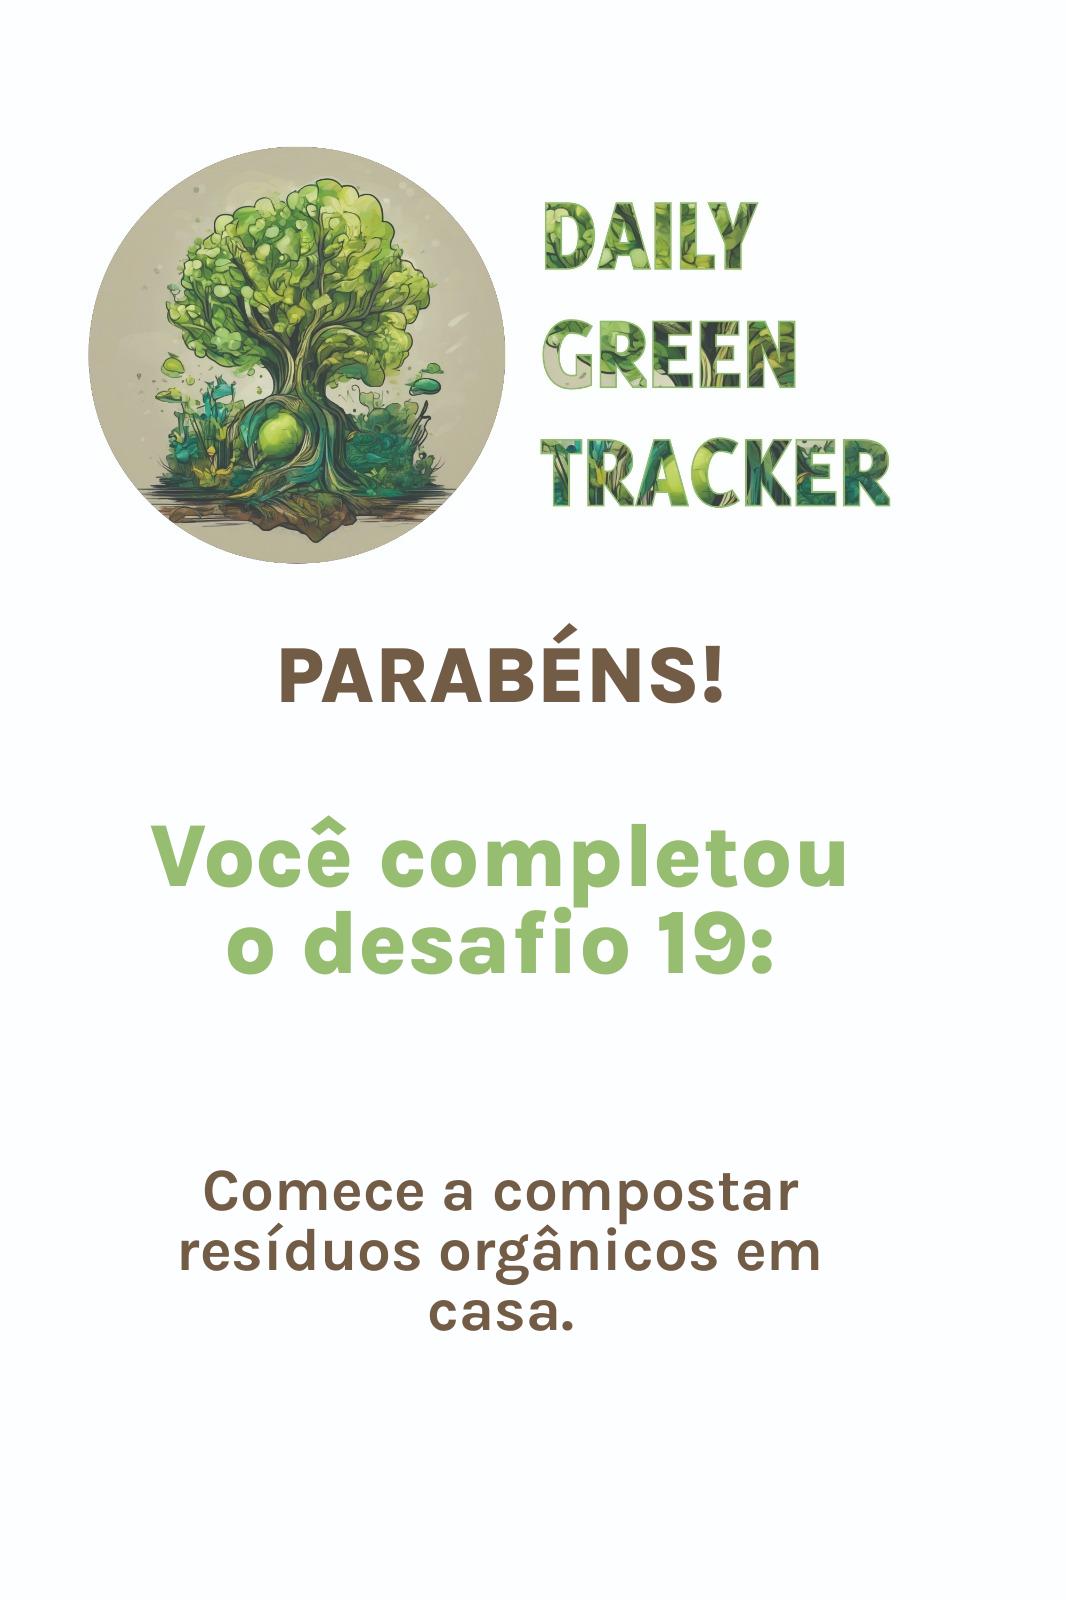 DAILY
GREEN
TRACKER
PARABÉNS!
Você completou
o desafio 19:
Comece a compostar
resíduos orgânicos em
casa.